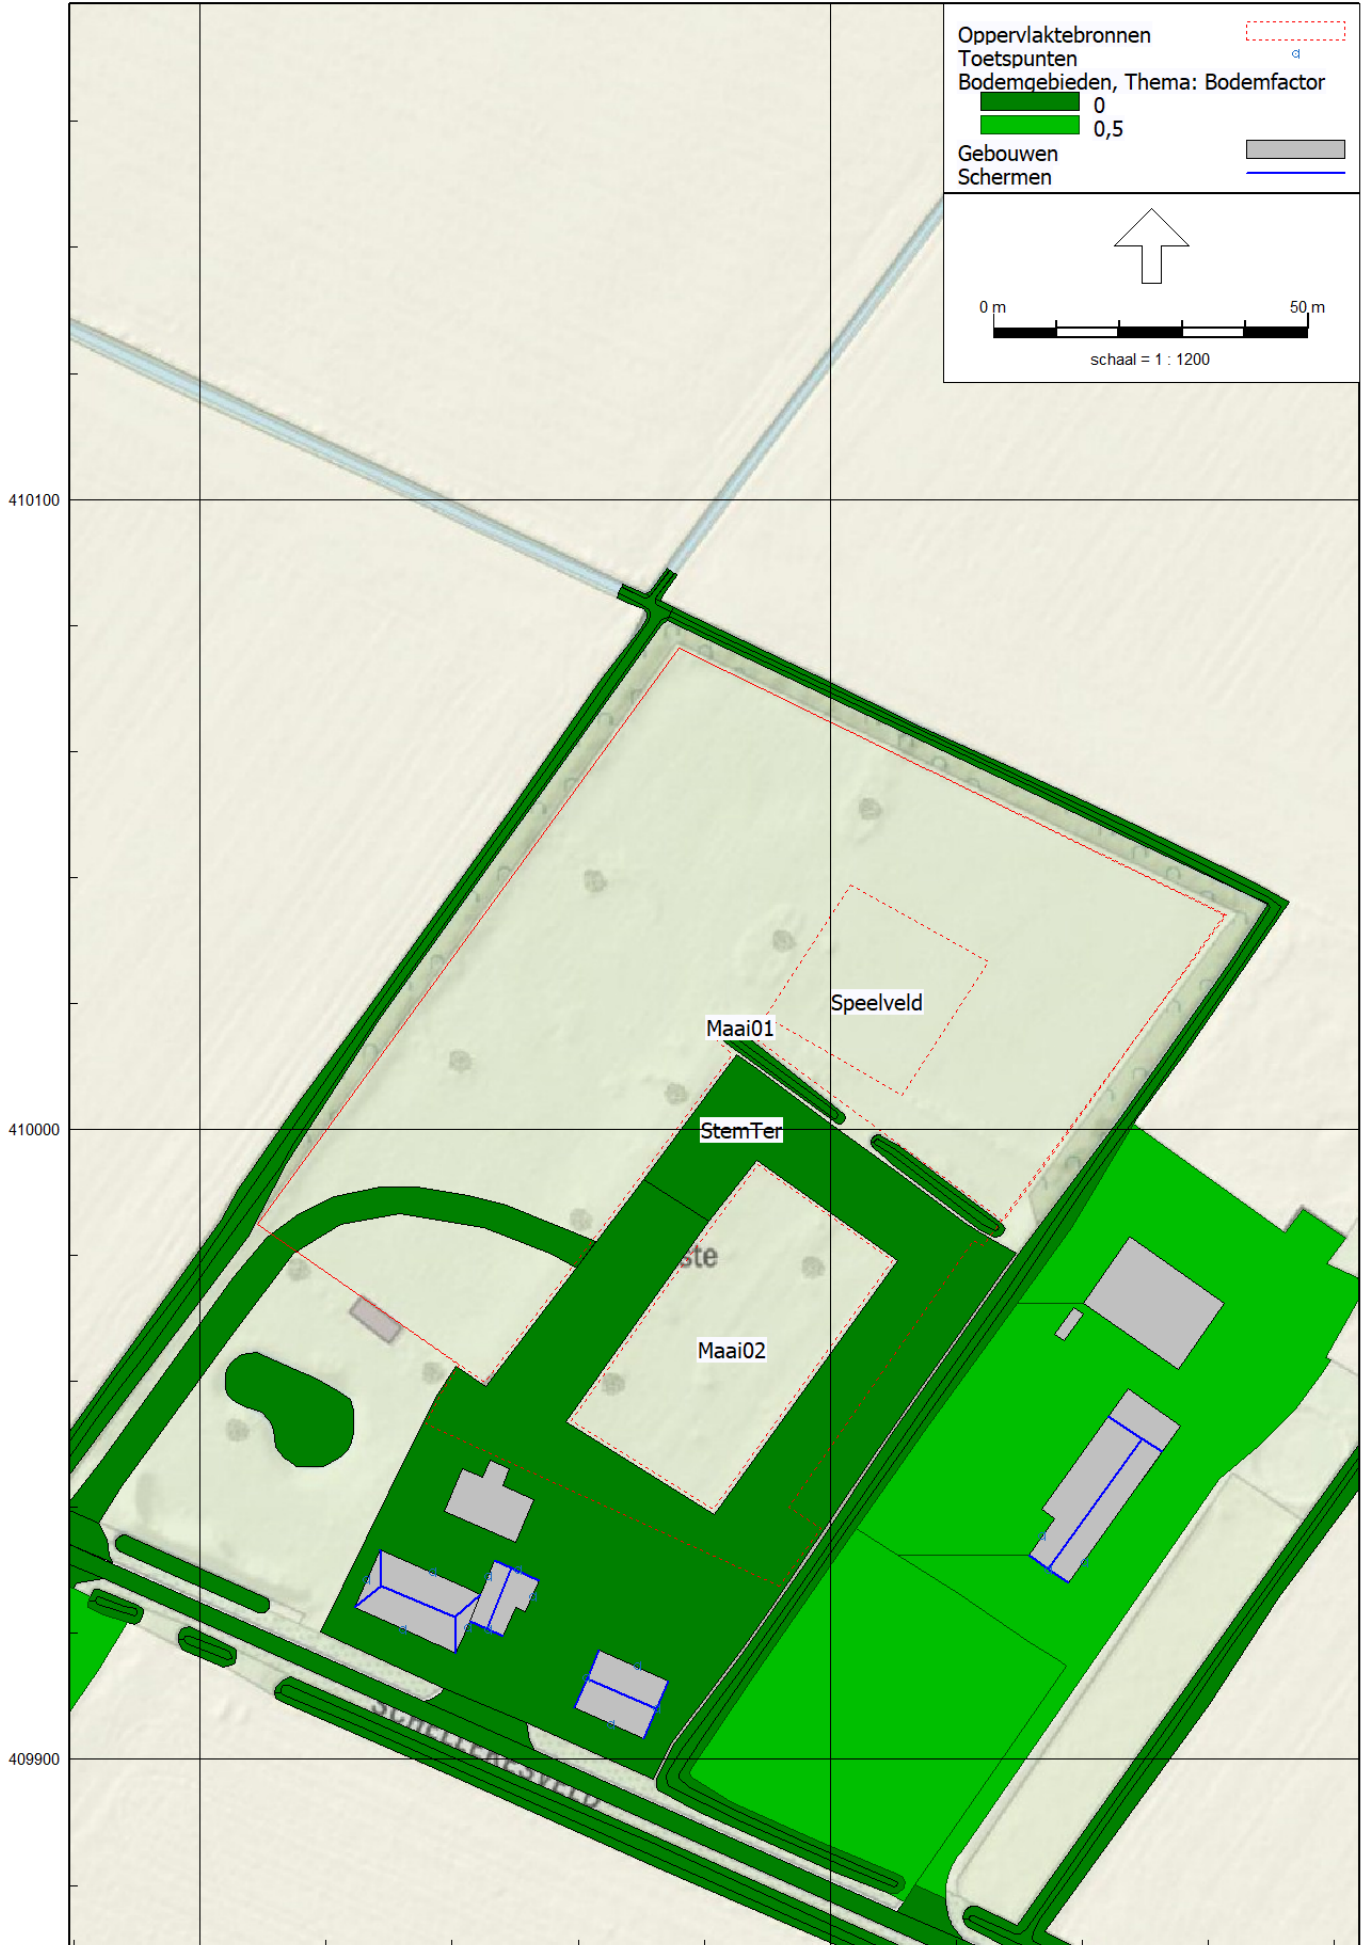 Oppervlaktebronnen
Toetspunten
Bodemgebieden, Thema: Bodemfactor
0
0,5
Gebouwen
Schermen
0 m 50 m
schaal = 1 : 1200
410100
Speelveld
Maai01
410000
StemTer
ste
Maai02
409900
SCHELLEKESVELD